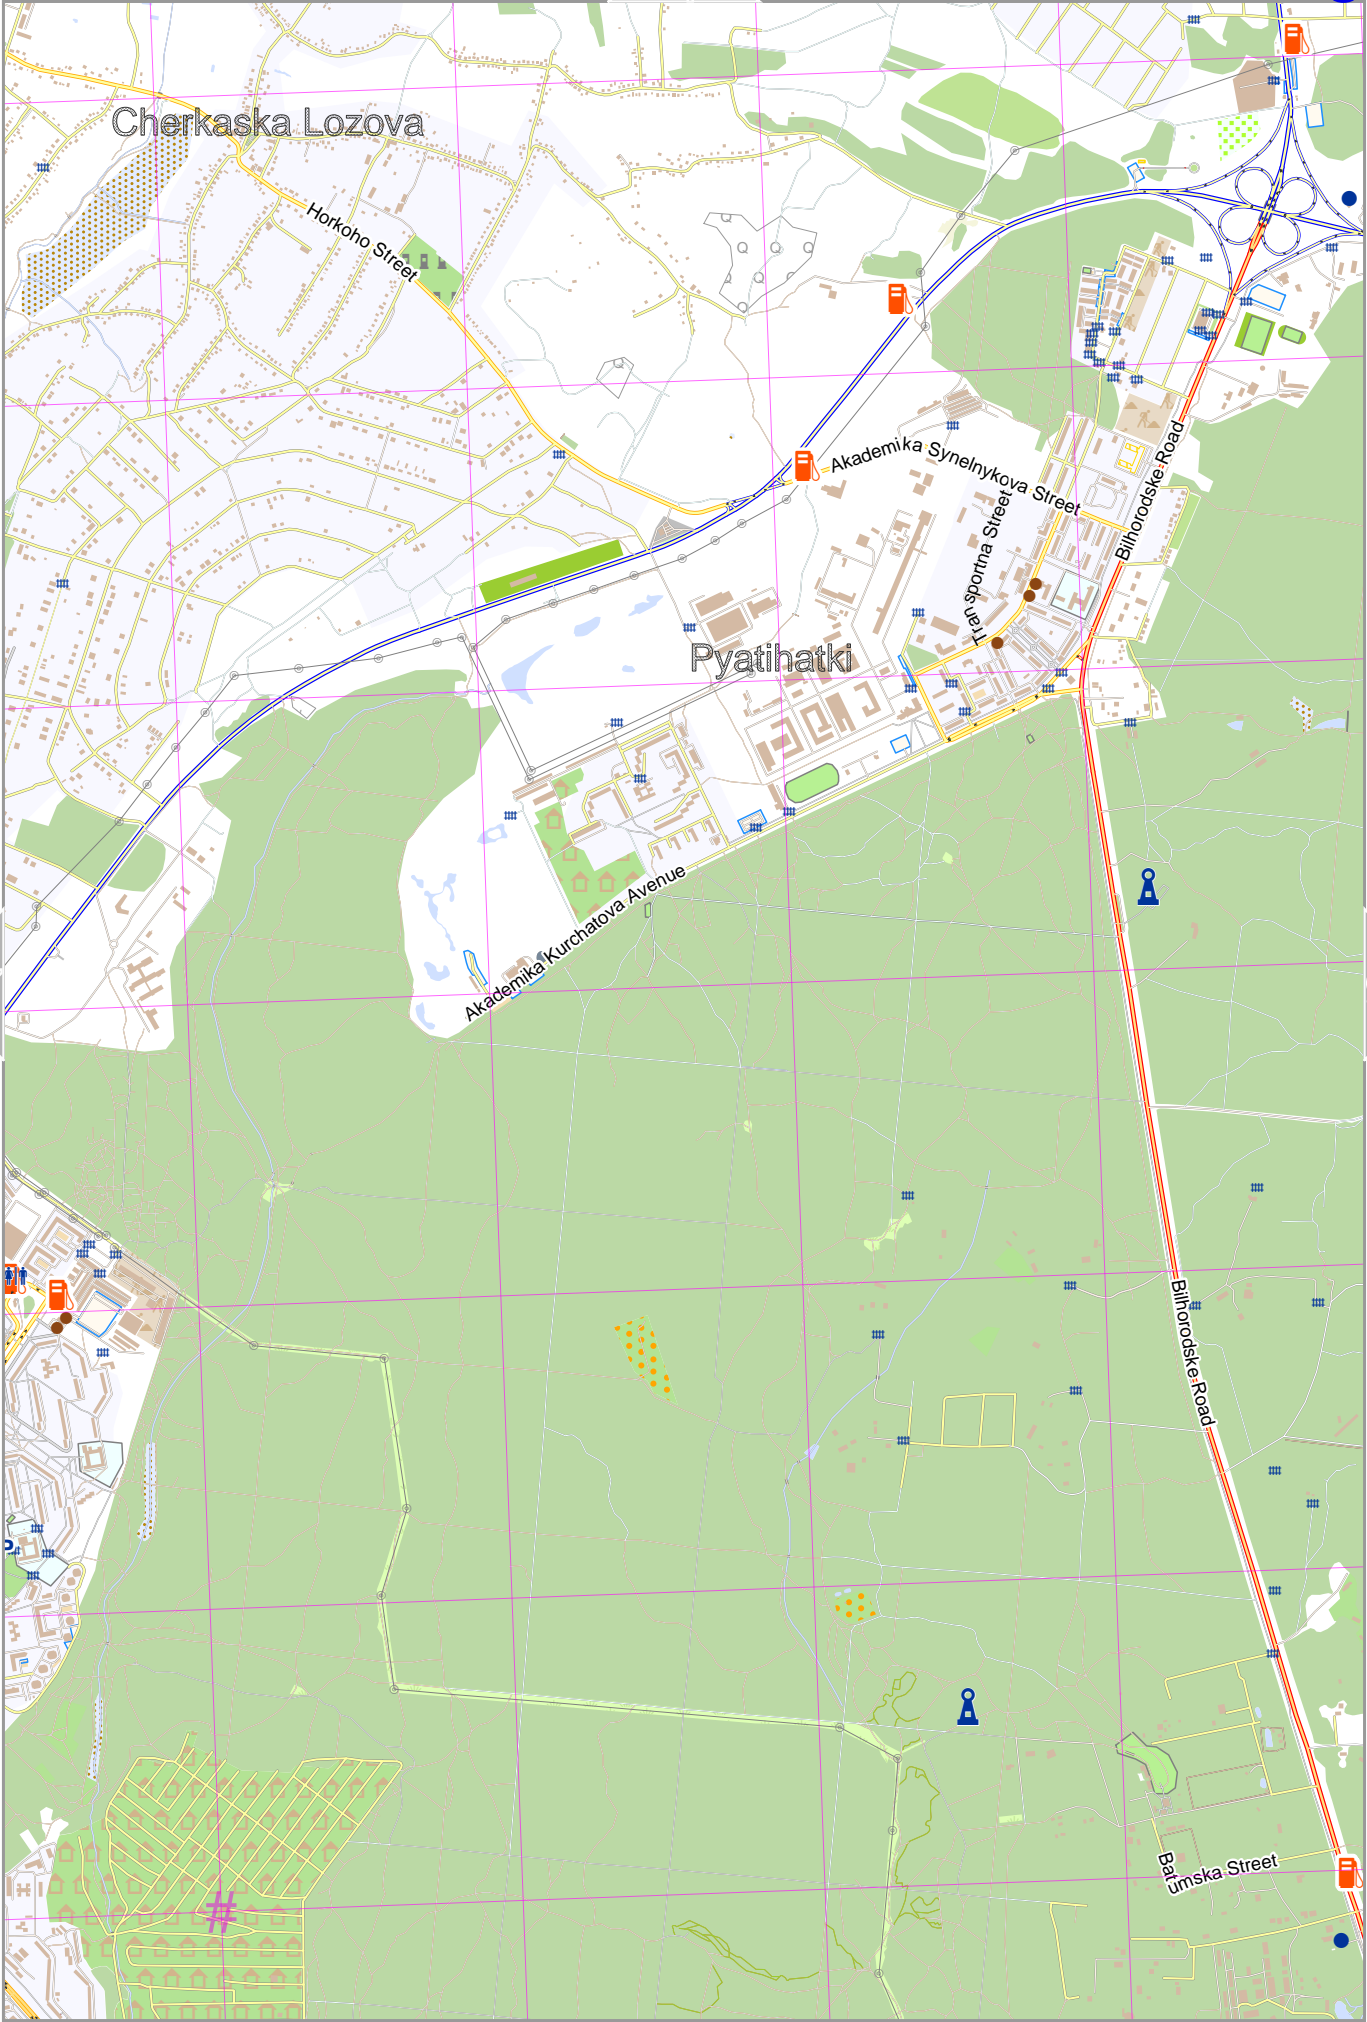 Cherkaska Lozova
Horkoho Street
Akademika Synelnykova Street
Bilhorodske Road
Transportna Street
Pyatihatki
Akademika Kurchatova Avenue
Bilhorodske Road
Batumska Street
#